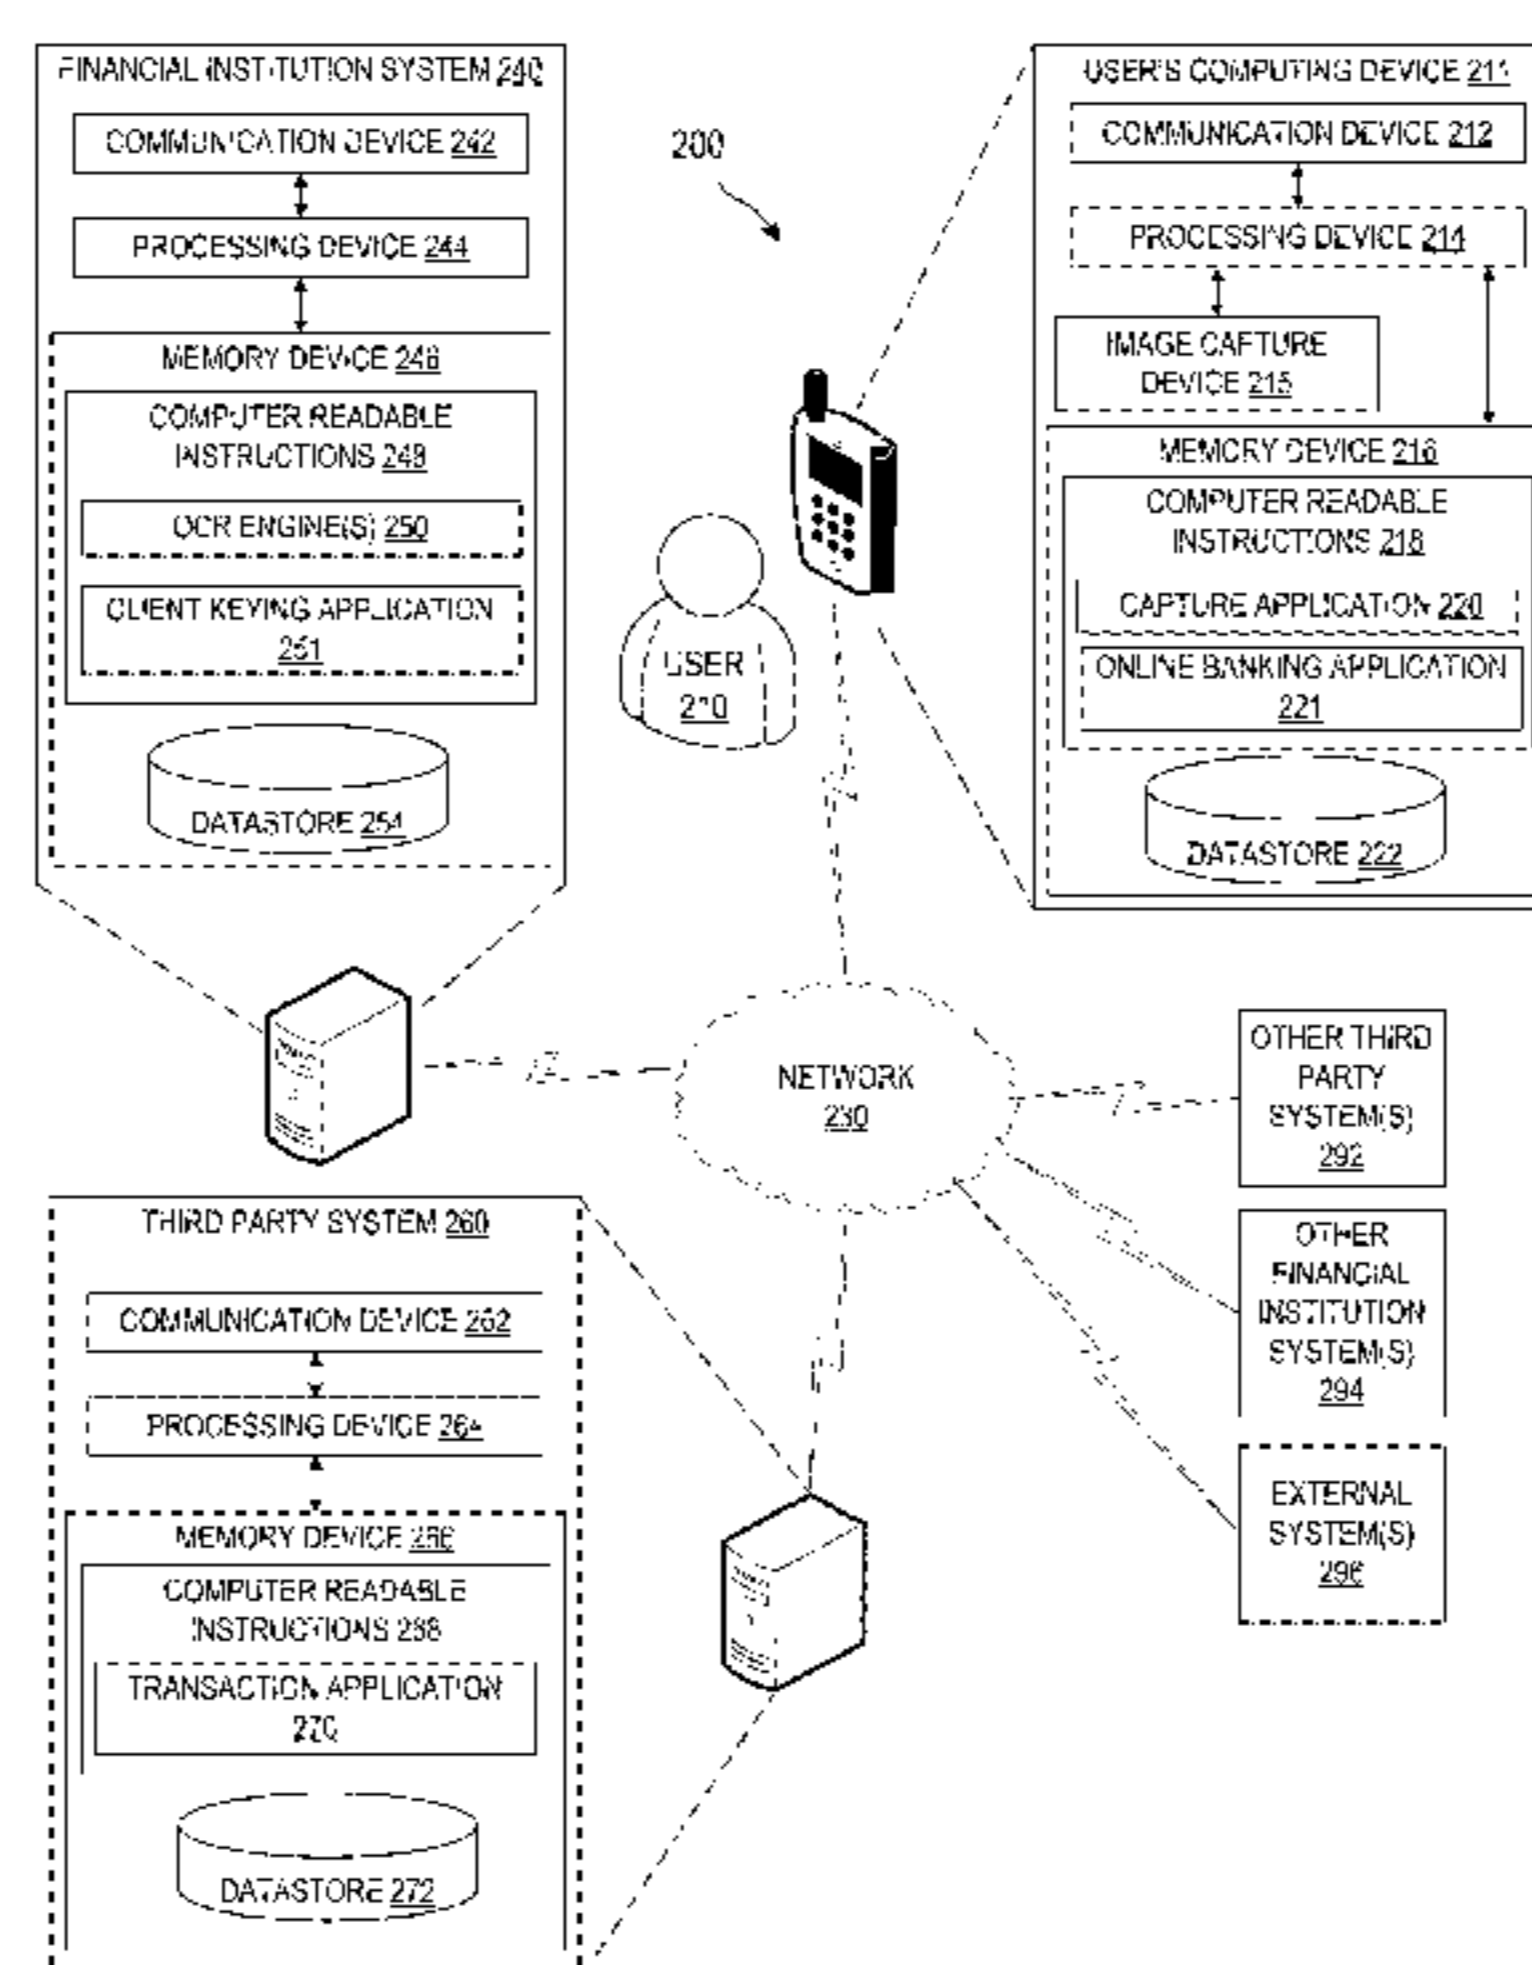 FINANCIAL INSTITUTION SYSTEM 240
COMMUNICATION DEVICE 242
PROCESSING DEVICE 244
MEMORY DEVICE 246
COMPUTER READABLE
INSTRUCTIONS 248
OCR ENGINE(S) 250
CLIENT KEYING APPLICATION
251
DATASTORE 254
200
USER
210
USER'S COMPUTING DEVICE 211
COMMUNICATION DEVICE 212
PROCESSING DEVICE 214
IMAGE CAPTURE
DEVICE 215
MEMORY DEVICE 216
COMPUTER READABLE
INSTRUCTIONS 218
CAPTURE APPLICATION 220
ONLINE BANKING APPLICATION
221
DATASTORE 222
NETWORK
230
OTHER THIRD
PARTY
SYSTEM(S)
292
OTHER
FINANCIAL
INSTITUTION
SYSTEM(S)
294
EXTERNAL
SYSTEM(S)
296
THIRD PARTY SYSTEM 260
COMMUNICATION DEVICE 262
PROCESSING DEVICE 264
MEMORY DEVICE 266
COMPUTER READABLE
INSTRUCTIONS 268
TRANSACTION APPLICATION
270
DATASTORE 272